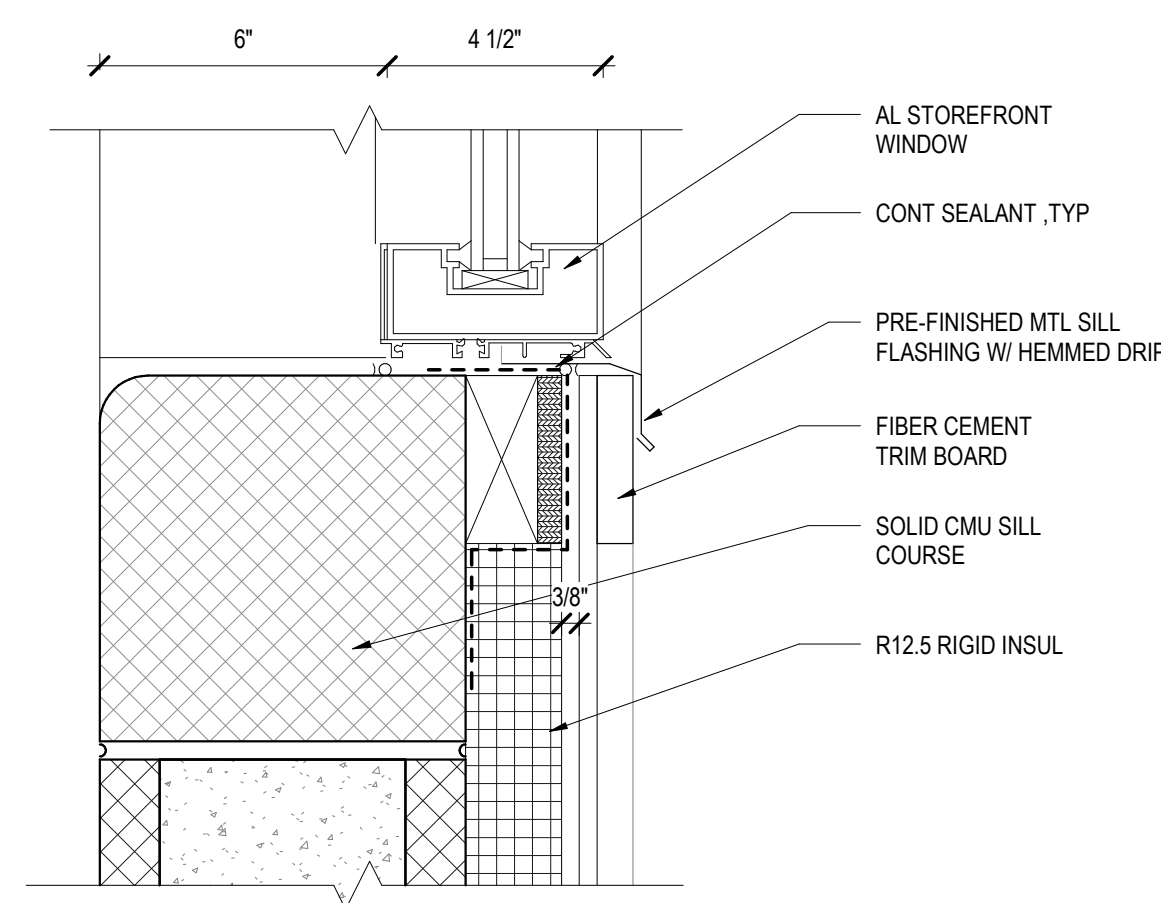 6"
4 1/2"
AL STOREFRONT
WINDOW
CONT SEALANT ,TYP
PRE-FINISHED MTL SILL
FLASHING W/ HEMMED
FIBER CEMENT
TRIM BOARD
SOLID CMU SILL
COURSE
3/8"
R12.5 RIGID INSUL